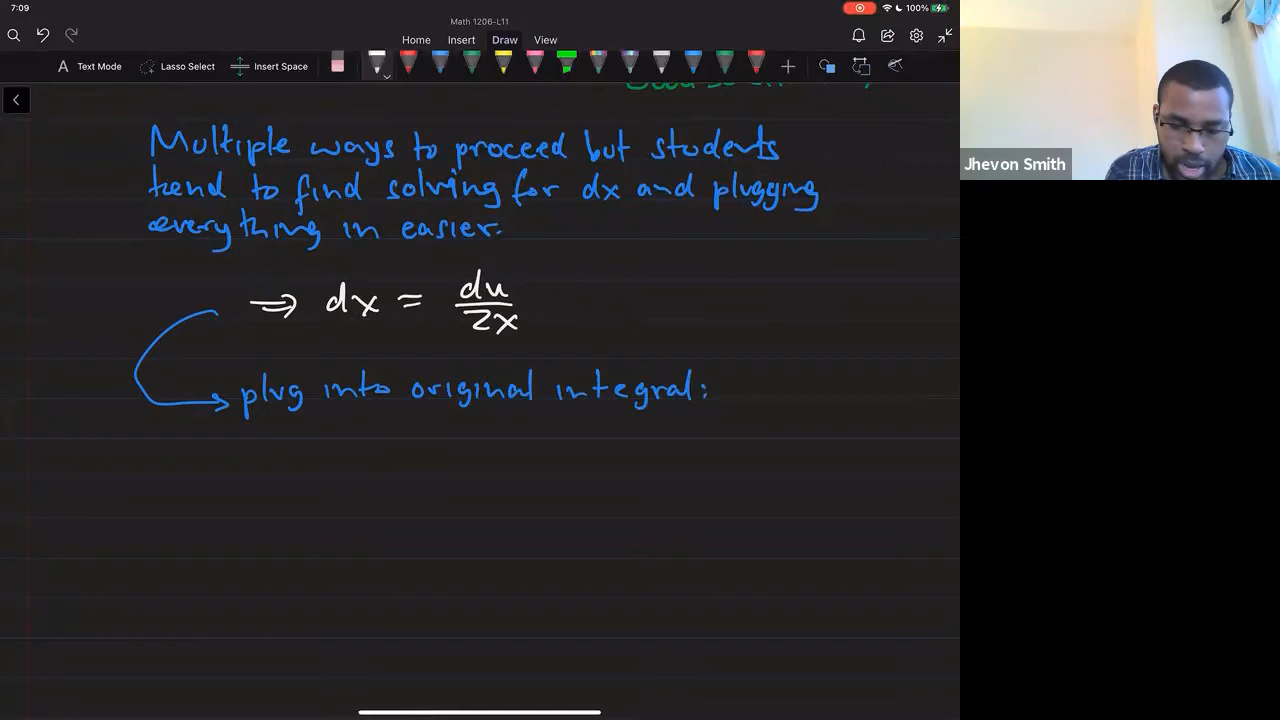 7:09
100%
Math 1206-L11
Home Insert Draw View
Text Mode Lasso Select Insert Space
Multiple ways to proceed but students
tend to find solving for dx and plugging
everything in easier.
⇒ dx = du/2x
plug into original integral:
Jhevon Smith